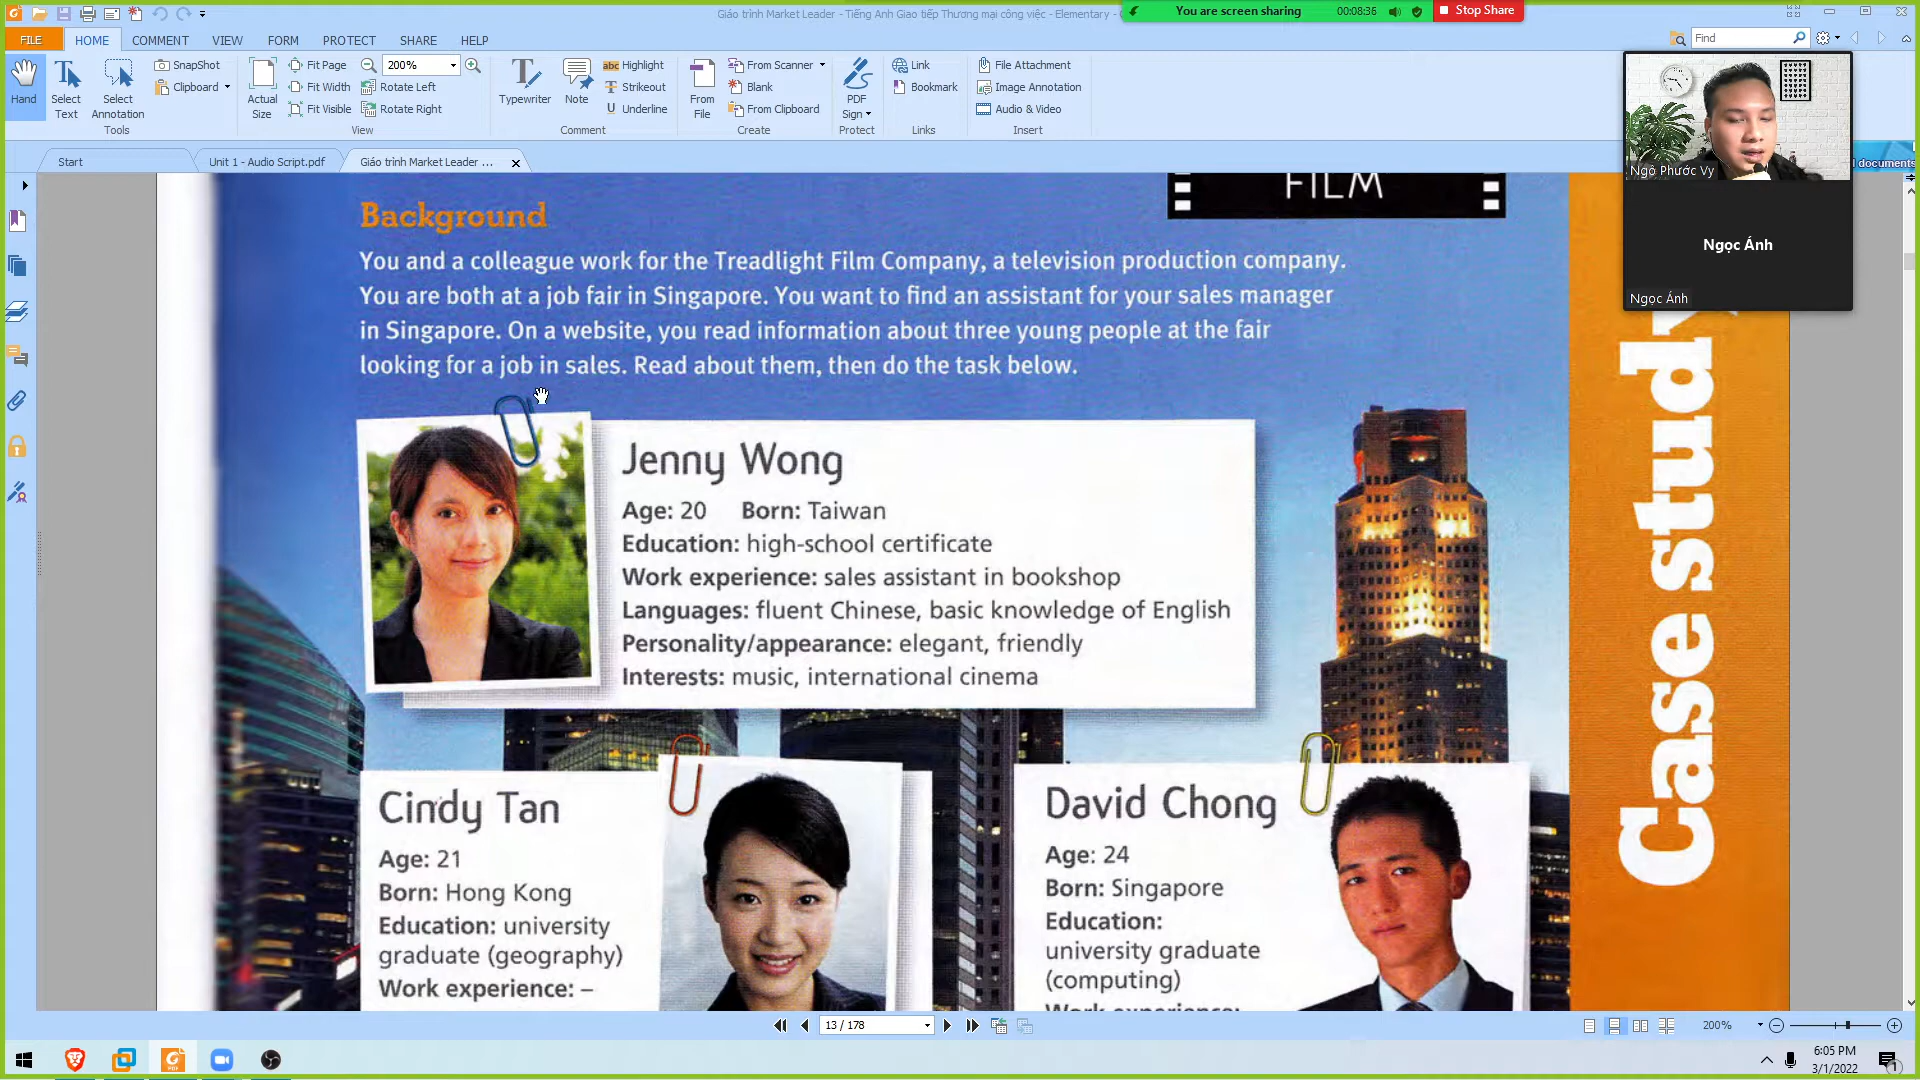 Giáo trình Market Leader - Tiếng Anh Giao tiếp Thương mại công việc - Elementary -
You are screen sharing
00:08:36
Stop Share
FILE
HOME
COMMENT
VIEW
FORM
PROTECT
SHARE
HELP
Find
Hand
Select Text
Select Annotation
SnapShot
Clipboard
Tools
Actual Size
Fit Page
Fit Width
Fit Visible
200%
Rotate Left
Rotate Right
View
Typewriter
Note
Highlight
Strikeout
Underline
Comment
From File
From Scanner
Blank
From Clipboard
Create
PDF Sign
Protect
Link
Bookmark
Links
File Attachment
Image Annotation
Audio & Video
Insert
Start
Unit 1 - Audio Script.pdf
Giáo trình Market Leader ...
documents
Ngô Phước Vy
Ngọc Ánh
Ngọc Ánh
FILM
Background
You and a colleague work for the Treadlight Film Company, a television production company.
You are both at a job fair in Singapore. You want to find an assistant for your sales manager
in Singapore. On a website, you read information about three young people at the fair
looking for a job in sales. Read about them, then do the task below.
Case study
Jenny Wong
Age: 20 Born: Taiwan
Education: high-school certificate
Work experience: sales assistant in bookshop
Languages: fluent Chinese, basic knowledge of English
Personality/appearance: elegant, friendly
Interests: music, international cinema
Cindy Tan
Age: 21
Born: Hong Kong
Education: university
graduate (geography)
Work experience: –
David Chong
Age: 24
Born: Singapore
Education:
university graduate
(computing)
Work experience:
13 / 178
200%
6:05 PM
3/1/2022